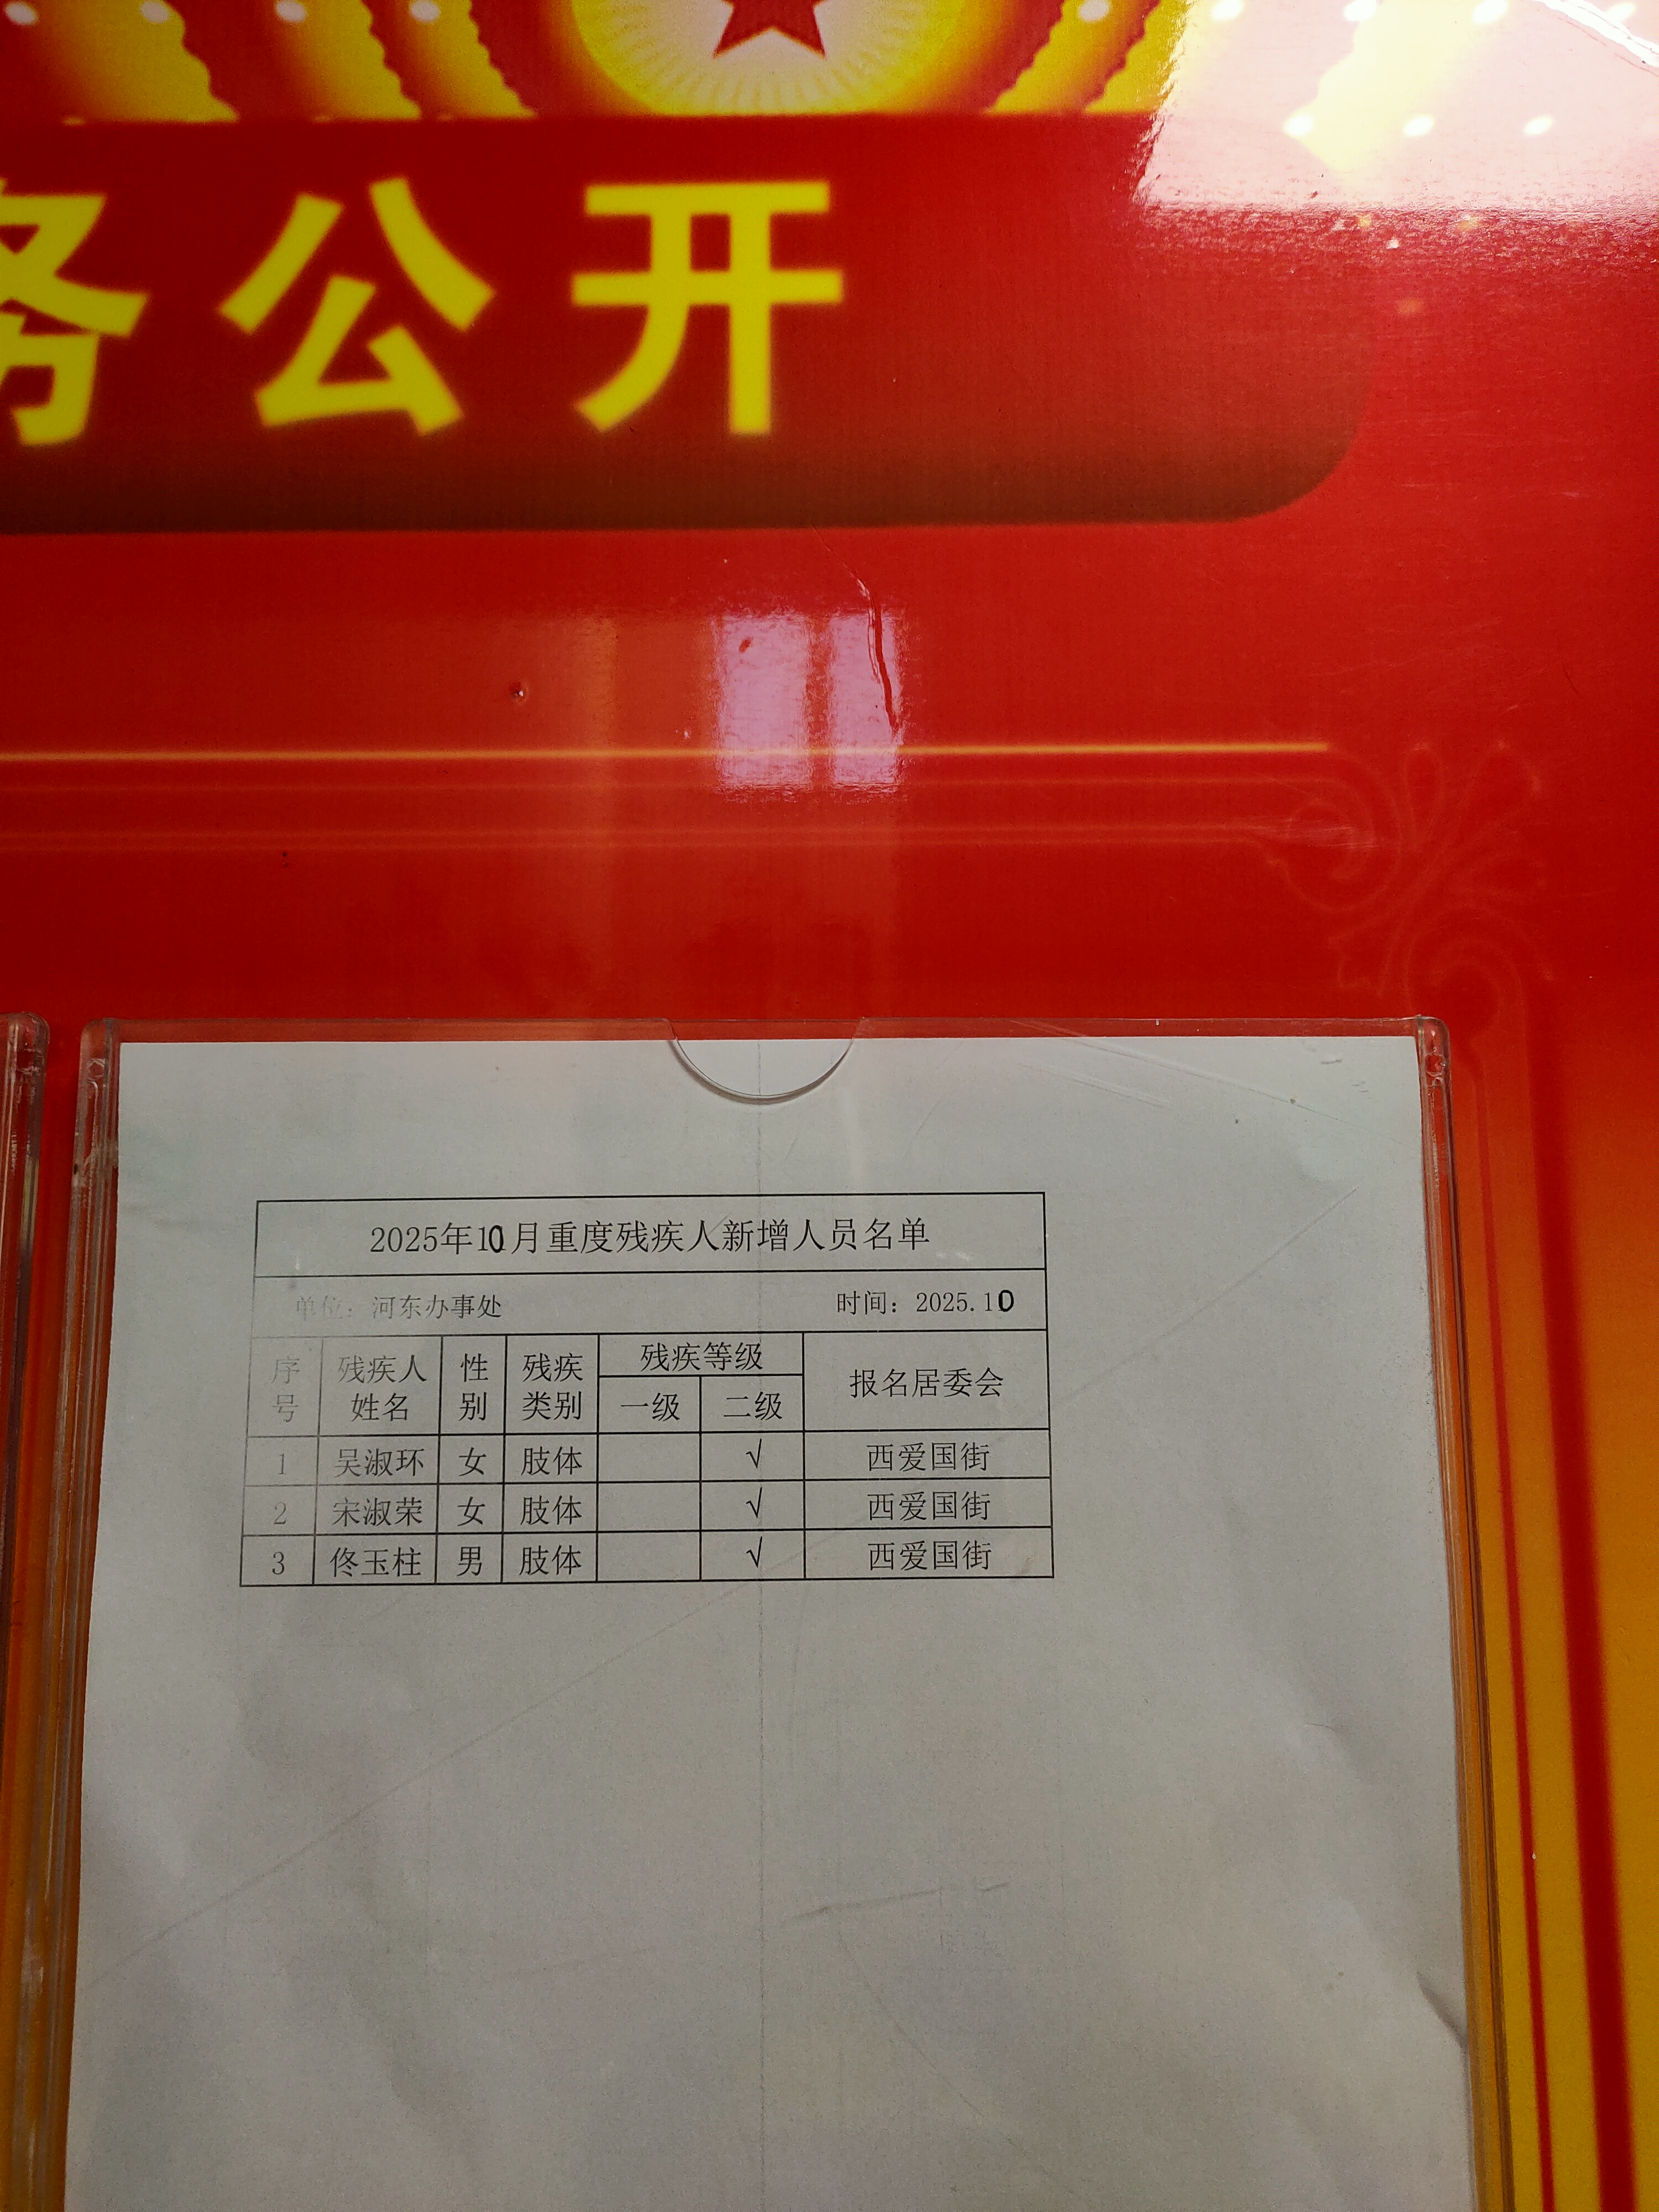 务公开
2025年10月重度残疾人新增人员名单
单位：河东办事处 时间：2025.10
序号 残疾人姓名 性别 残疾类别 残疾等级 一级 二级 报名居委会
1 吴淑环 女 肢体 √ 西爱国街
2 宋淑荣 女 肢体 √ 西爱国街
3 佟玉柱 男 肢体 √ 西爱国街